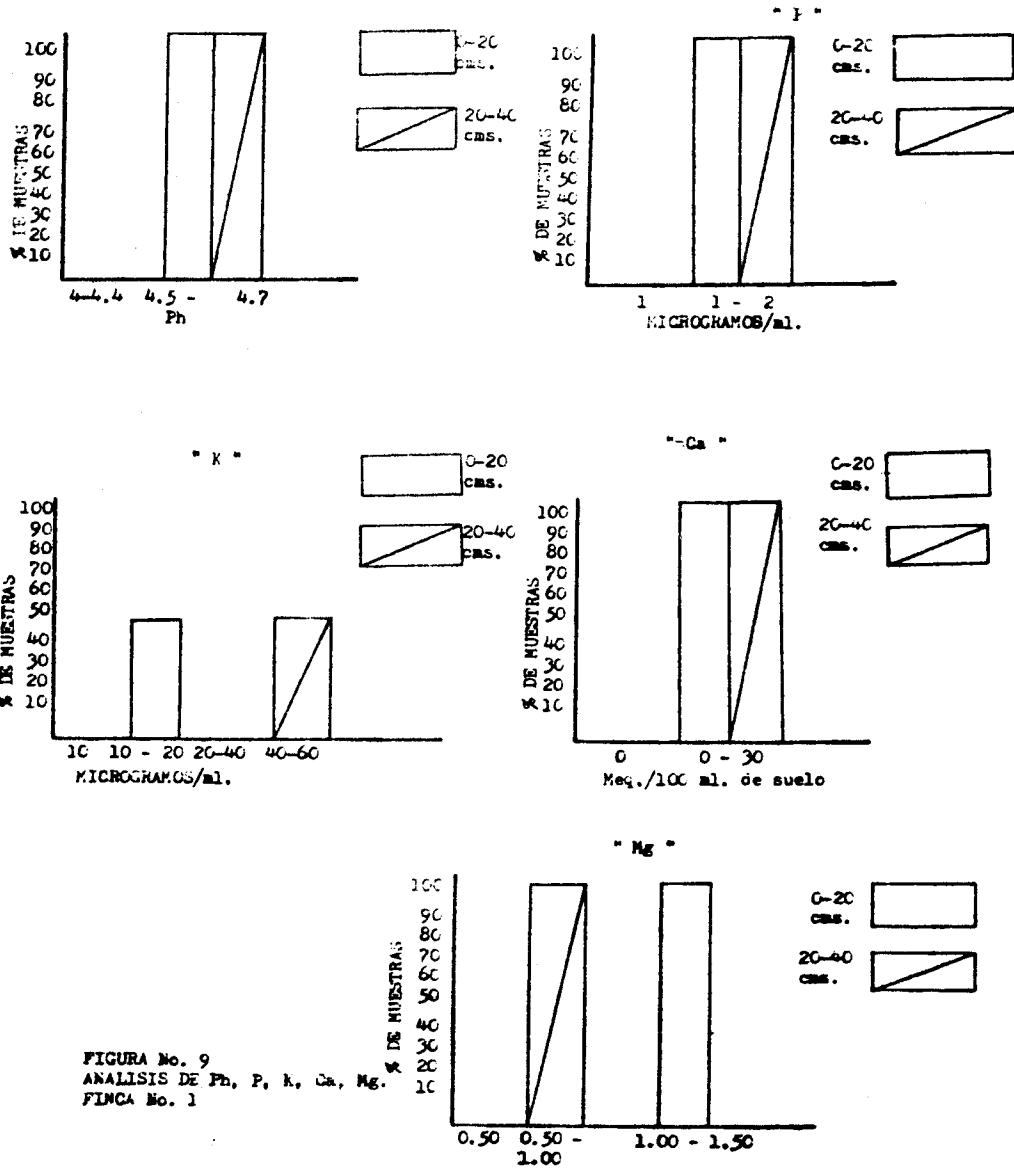 100
90
80
70
60
50
40
30
20
10
% DE MUESTRAS
4-4.4 4.5 - 4.7
Ph
0-20
cms.
20-40
cms.
" P "
100
90
80
70
60
50
40
30
20
10
% DE MUESTRAS
1 1 - 2
MICROGRAMOS/ml.
0-20
cms.
20-40
cms.
" K "
100
90
80
70
60
50
40
30
20
10
% DE MUESTRAS
10 10 - 20 20-40 40-60
MICROGRAMOS/ml.
0-20
cms.
20-40
cms.
"-Ca "
100
90
80
70
60
50
40
30
20
10
% DE MUESTRAS
0 0 - 30
Meq./100 ml. de suelo
0-20
cms.
20-40
cms.
" Mg "
100
90
80
70
60
50
40
30
20
10
% DE MUESTRAS
0.50 0.50 - 1.00 - 1.50
1.00
0-20
cms.
20-40
cms.
FIGURA No. 9
ANALISIS DE Ph, P, K, Ca, Mg.
FINCA No. 1